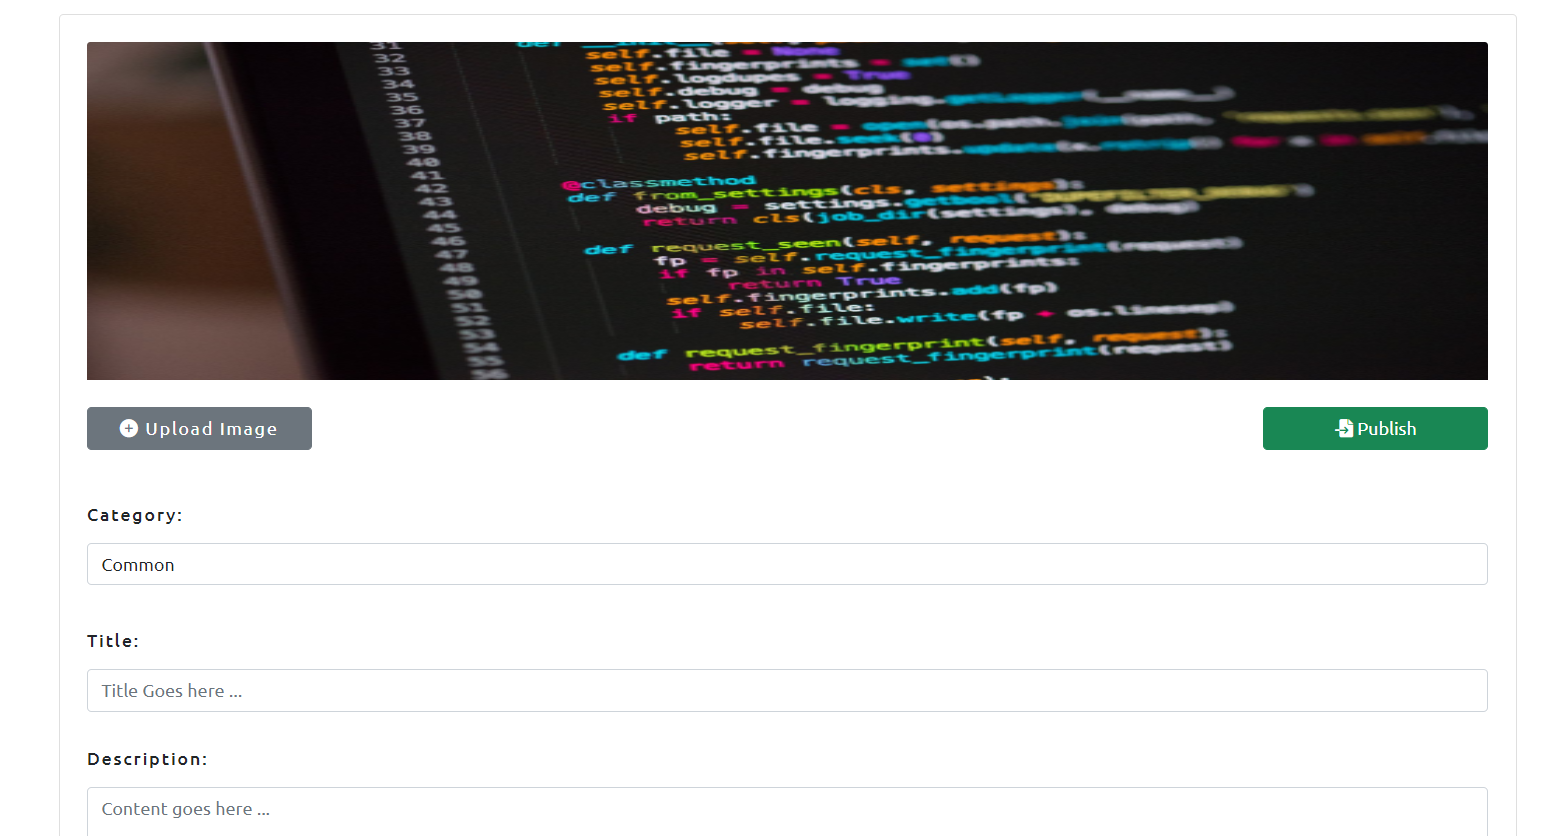 31 def __init__(self,
32 self.file = None
33 self.fingerprints = set()
34 self.logdupes = True
35 self.debug = debug
36 self.logger = logging.getLogger(__name__)
37 if path:
38 self.file = open(os.path.join(path,
39 self.file.seek(0)
40 self.fingerprints.update(
41
42 @classmethod
43 def from_settings(cls, settings):
44 debug = settings.getbool(
45 return cls(job_dir(settings), debug)
46
47 def request_seen(self, request):
48 fp = self.request_fingerprint(request)
49 if fp in self.fingerprints:
50 return True
51 self.fingerprints.add(fp)
52 if self.file:
53 self.file.write(fp + os.linesep)
54
55 def request_fingerprint(self, request):
56 return request_fingerprint(request)
Upload Image
Publish
Category:
Common
Title:
Title Goes here ...
Description:
Content goes here ...